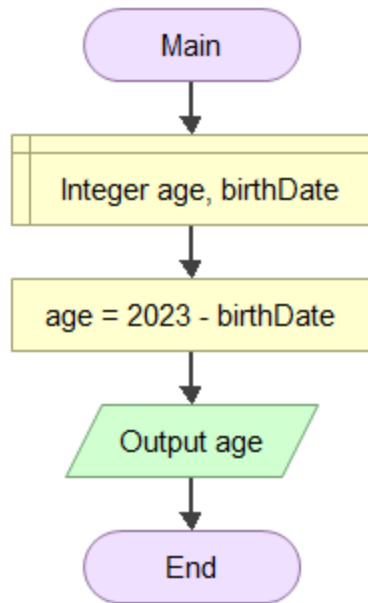 Main
Integer age, birthDate
age = 2023 - birthDate
Output age
End